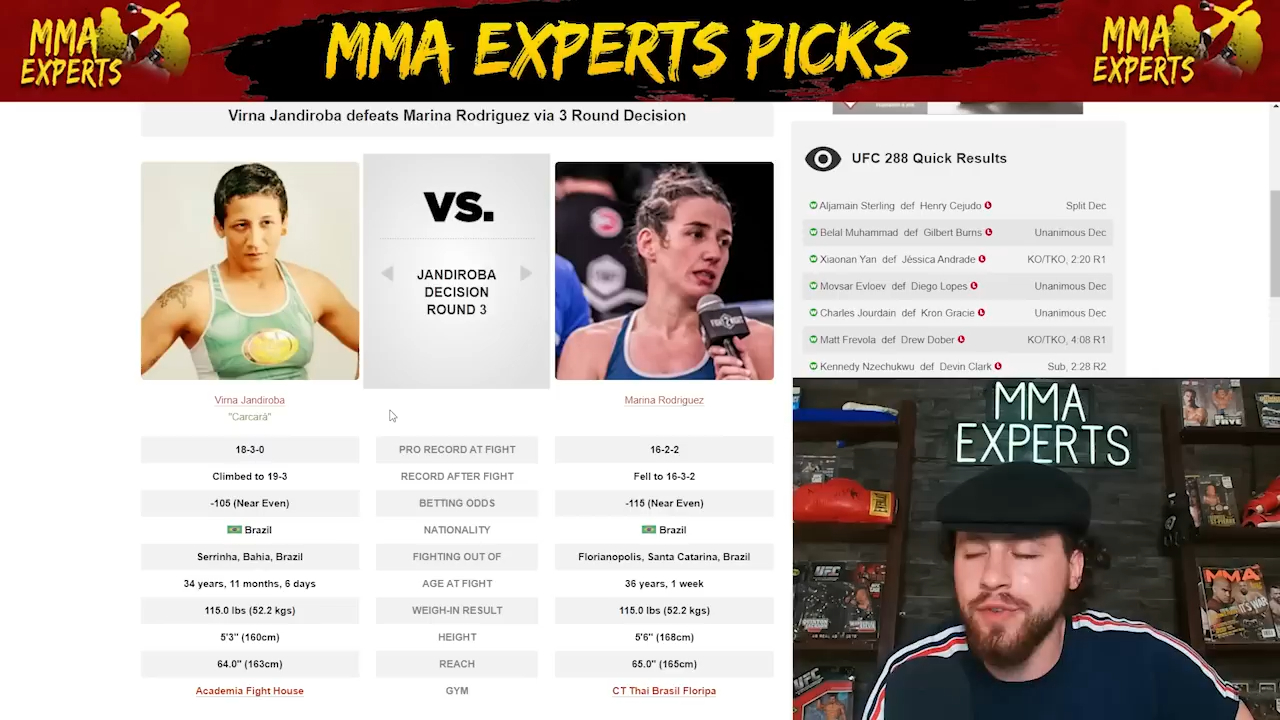 MMA EXPERTS
MMA EXPERTS PICKS
MMA EXPERTS
Virna Jandiroba defeats Marina Rodriguez via 3 Round Decision
VS.
JANDIROBA
DECISION
ROUND 3
Virna Jandiroba
"Carcará"
Marina Rodriguez
18-3-0 PRO RECORD AT FIGHT 16-2-2
Climbed to 19-3 RECORD AFTER FIGHT Fell to 16-3-2
-105 (Near Even) BETTING ODDS -115 (Near Even)
Brazil NATIONALITY Brazil
Serrinha, Bahia, Brazil FIGHTING OUT OF Florianopolis, Santa Catarina, Brazil
34 years, 11 months, 6 days AGE AT FIGHT 36 years, 1 week
115.0 lbs (52.2 kgs) WEIGH-IN RESULT 115.0 lbs (52.2 kgs)
5'3" (160cm) HEIGHT 5'6" (168cm)
64.0" (163cm) REACH 65.0" (165cm)
Academia Fight House GYM CT Thai Brasil Floripa
UFC 288 Quick Results
W Aljamain Sterling def Henry Cejudo L Split Dec
W Belal Muhammad def Gilbert Burns L Unanimous Dec
W Xiaonan Yan def Jéssica Andrade L KO/TKO, 2:20 R1
W Movsar Evloev def Diego Lopes L Unanimous Dec
W Charles Jourdain def Kron Gracie L Unanimous Dec
W Matt Frevola def Drew Dober L KO/TKO, 4:08 R1
W Kennedy Nzechukwu def Devin Clark L Sub, 2:28 R2
MMA
EXPERTS
UFC
MMA
UFC